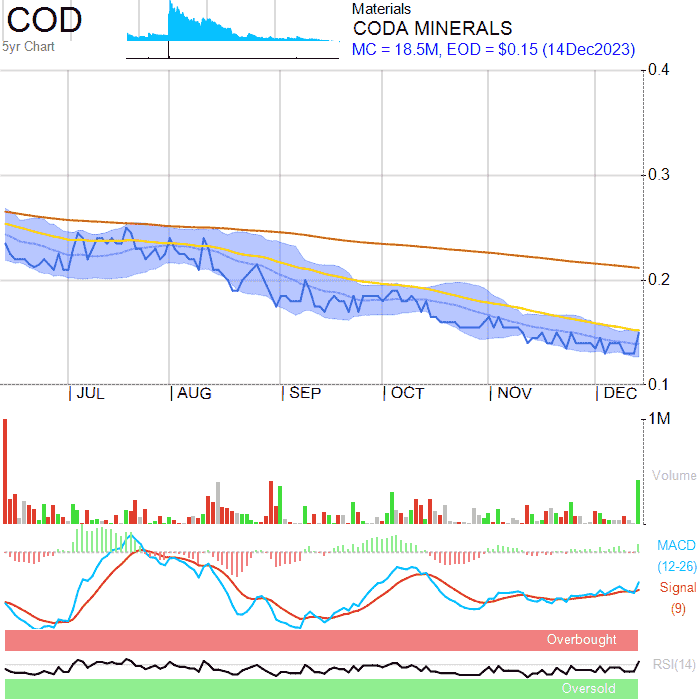 COD
5yr Chart
Materials
CODA MINERALS
MC = 18.5M, EOD = $0.15 (14Dec2023)
0.4
0.3
0.2
0.1
JUL
AUG
SEP
OCT
NOV
DEC
1M
Volume
MACD
(12-26)
Signal
(9)
Overbought
RSI(14)
Oversold